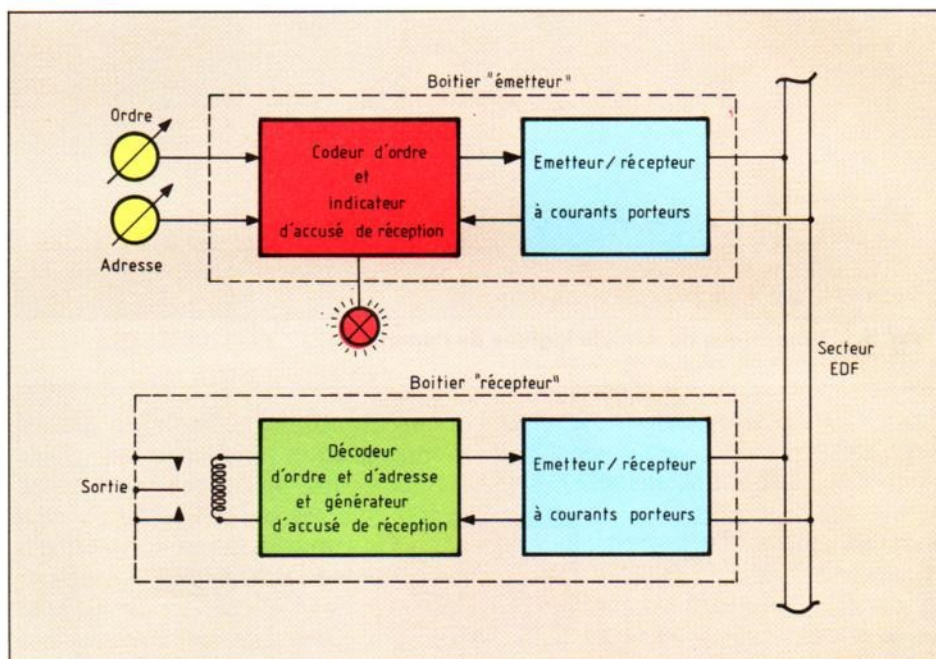 Boitier "émetteur"
Ordre
Adresse
Codeur d'ordre
et
indicateur
d'accusé de réception
Emetteur/récepteur
à courants porteurs
Secteur
EDF
Boitier "récepteur"
Sortie
Décodeur
d'ordre et d'adresse
et générateur
d'accusé de réception
Emetteur/récepteur
à courants porteurs